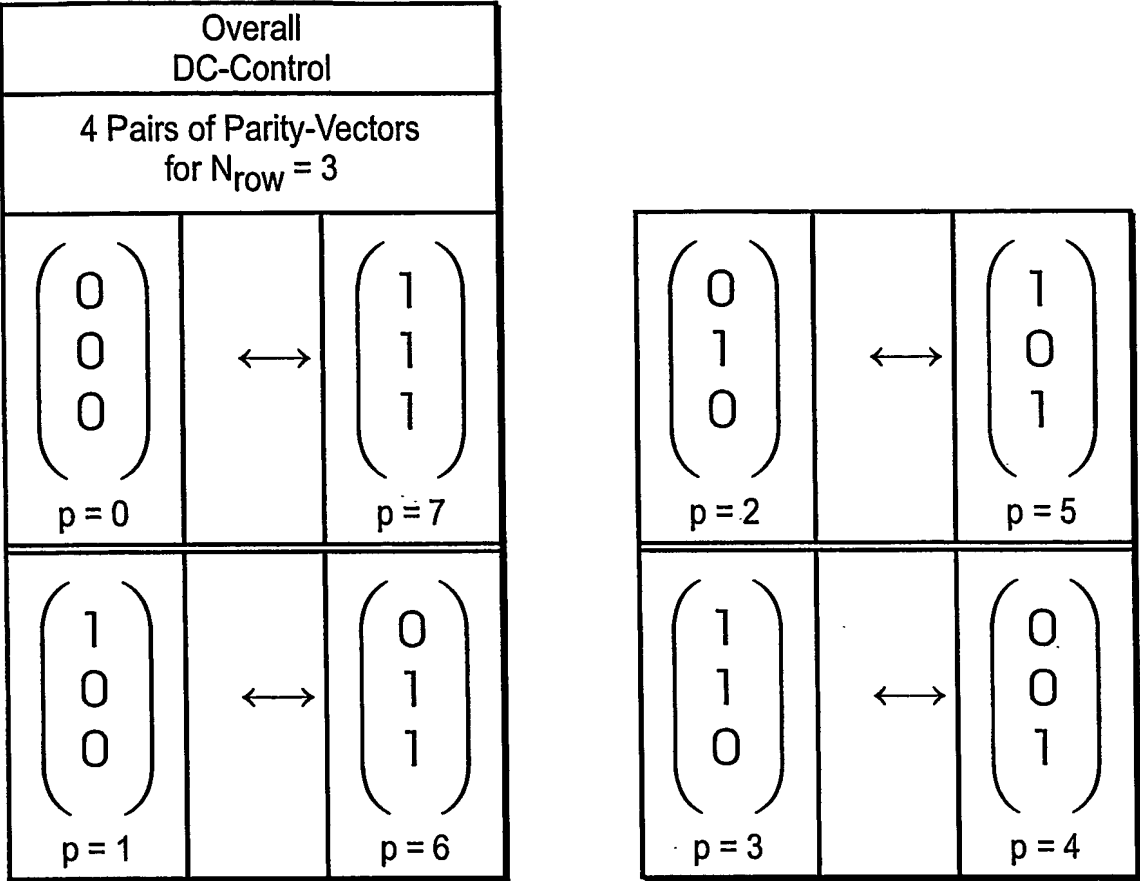 Overall
DC-Control
4 Pairs of Parity-Vectors
for Nrow = 3
0 1
0 ↔ 1
0 1
p = 0 p = 7
1 0
0 ↔ 1
0 1
p = 1 p = 6
0 1
1 ↔ 0
0 1
p = 2 p = 5
1 0
1 ↔ 0
0 1
p = 3 p = 4